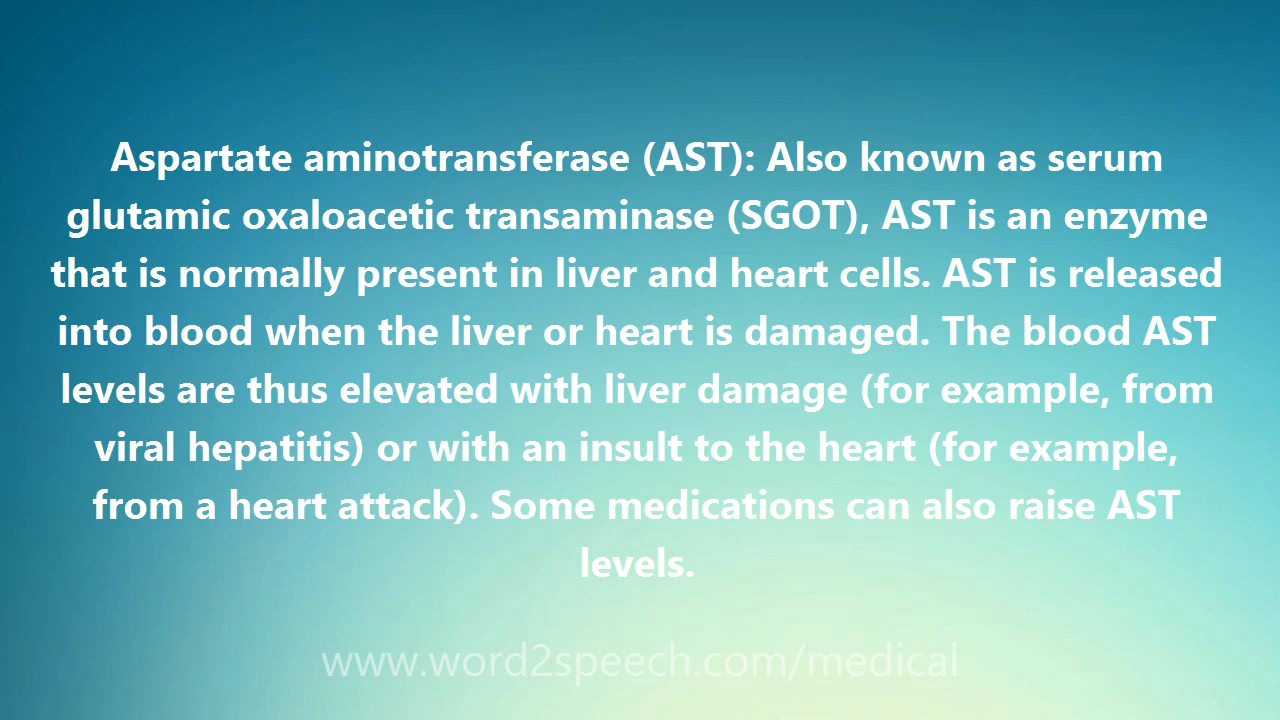 Aspartate aminotransferase (AST): Also known as serum
glutamic oxaloacetic transaminase (SGOT), AST is an enzyme
that is normally present in liver and heart cells. AST is released
into blood when the liver or heart is damaged. The blood AST
levels are thus elevated with liver damage (for example, from
viral hepatitis) or with an insult to the heart (for example,
from a heart attack). Some medications can also raise AST
levels.
www.word2speech.com/medical